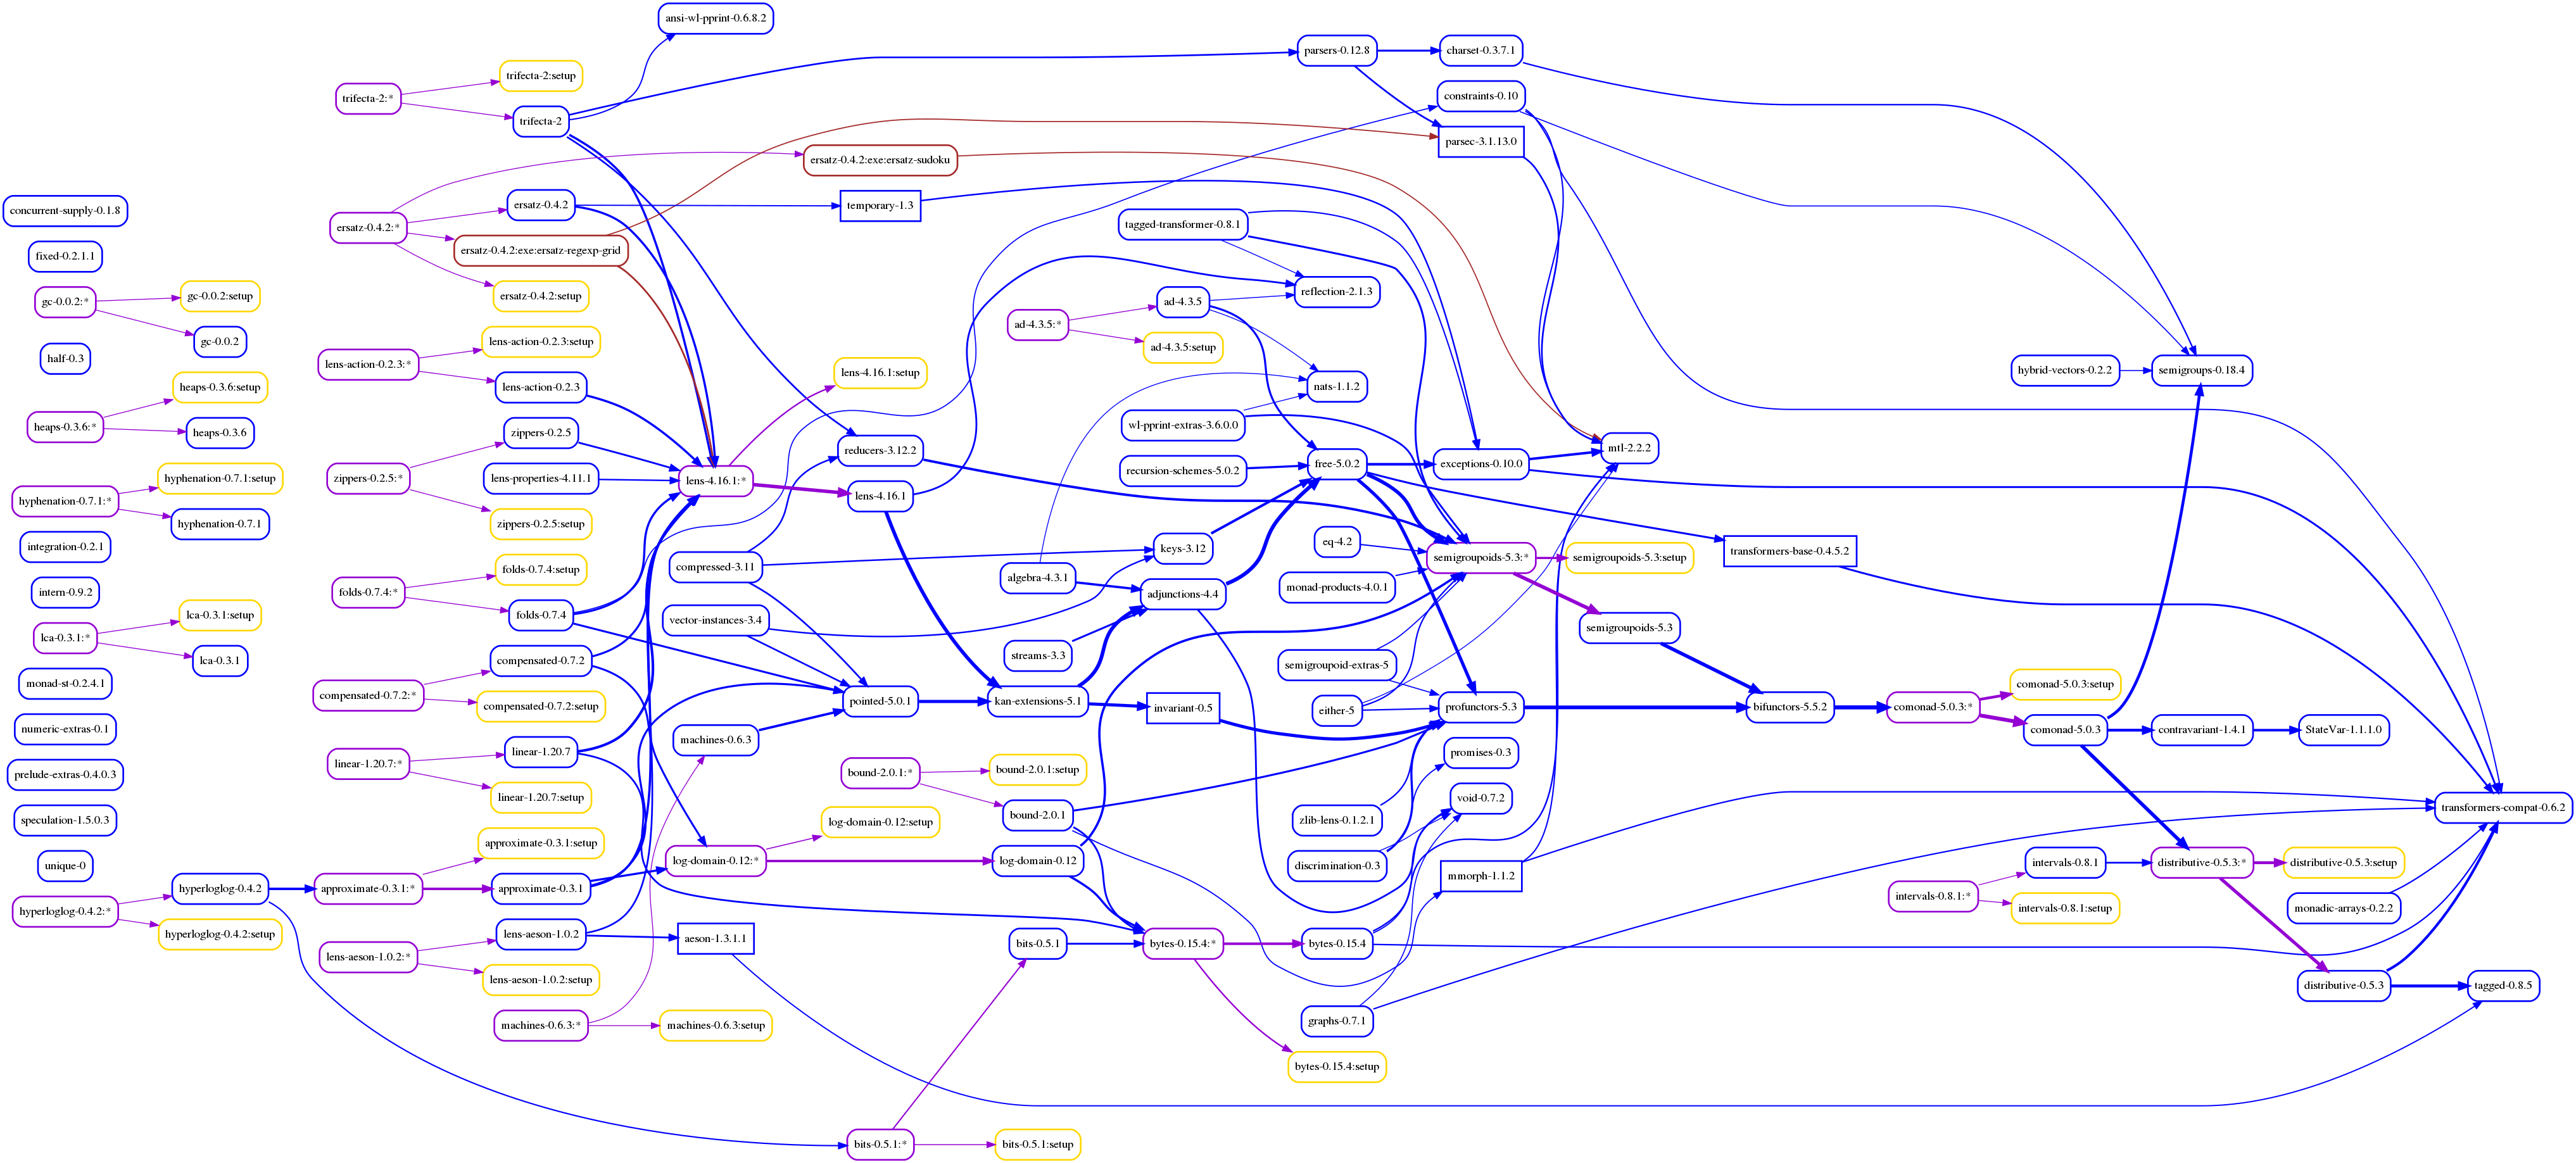 concurrent-supply-0.1.8
fixed-0.2.1.1
gc-0.0.2:*
gc-0.0.2:setup
gc-0.0.2
half-0.3
heaps-0.3.6:setup
heaps-0.3.6:*
heaps-0.3.6
hyphenation-0.7.1:setup
hyphenation-0.7.1:*
hyphenation-0.7.1
integration-0.2.1
intern-0.9.2
lca-0.3.1:setup
lca-0.3.1:*
lca-0.3.1
monad-st-0.2.4.1
numeric-extras-0.1
prelude-extras-0.4.0.3
speculation-1.5.0.3
unique-0
hyperloglog-0.4.2
hyperloglog-0.4.2:*
hyperloglog-0.4.2:setup
trifecta-2:*
trifecta-2:setup
trifecta-2
ersatz-0.4.2:*
ersatz-0.4.2
ersatz-0.4.2:exe:ersatz-regexp-grid
ersatz-0.4.2:setup
lens-action-0.2.3:*
lens-action-0.2.3:setup
lens-action-0.2.3
zippers-0.2.5
lens-properties-4.11.1
zippers-0.2.5:*
zippers-0.2.5:setup
folds-0.7.4:setup
folds-0.7.4:*
folds-0.7.4
compensated-0.7.2
compensated-0.7.2:*
compensated-0.7.2:setup
linear-1.20.7
linear-1.20.7:*
linear-1.20.7:setup
approximate-0.3.1:setup
approximate-0.3.1:*
approximate-0.3.1
lens-aeson-1.0.2
lens-aeson-1.0.2:*
lens-aeson-1.0.2:setup
machines-0.6.3:*
ansi-wl-pprint-0.6.8.2
ersatz-0.4.2:exe:ersatz-sudoku
temporary-1.3
lens-4.16.1:setup
reducers-3.12.2
lens-4.16.1:*
lens-4.16.1
compressed-3.11
vector-instances-3.4
pointed-5.0.1
machines-0.6.3
bound-2.0.1:*
log-domain-0.12:setup
log-domain-0.12:*
aeson-1.3.1.1
machines-0.6.3:setup
bits-0.5.1:*
ad-4.3.5:*
algebra-4.3.1
streams-3.3
kan-extensions-5.1
bound-2.0.1:setup
bound-2.0.1
log-domain-0.12
bits-0.5.1
bits-0.5.1:setup
tagged-transformer-0.8.1
ad-4.3.5
ad-4.3.5:setup
wl-pprint-extras-3.6.0.0
recursion-schemes-5.0.2
keys-3.12
adjunctions-4.4
invariant-0.5
bytes-0.15.4:*
parsers-0.12.8
reflection-2.1.3
nats-1.1.2
free-5.0.2
eq-4.2
monad-products-4.0.1
semigroupoid-extras-5
either-5
zlib-lens-0.1.2.1
discrimination-0.3
bytes-0.15.4
graphs-0.7.1
bytes-0.15.4:setup
charset-0.3.7.1
constraints-0.10
parsec-3.1.13.0
exceptions-0.10.0
semigroupoids-5.3:*
profunctors-5.3
promises-0.3
void-0.7.2
mmorph-1.1.2
mtl-2.2.2
semigroupoids-5.3:setup
semigroupoids-5.3
transformers-base-0.4.5.2
bifunctors-5.5.2
comonad-5.0.3:*
intervals-0.8.1:*
hybrid-vectors-0.2.2
comonad-5.0.3:setup
comonad-5.0.3
intervals-0.8.1
intervals-0.8.1:setup
semigroups-0.18.4
contravariant-1.4.1
distributive-0.5.3:*
StateVar-1.1.1.0
distributive-0.5.3:setup
monadic-arrays-0.2.2
distributive-0.5.3
transformers-compat-0.6.2
tagged-0.8.5